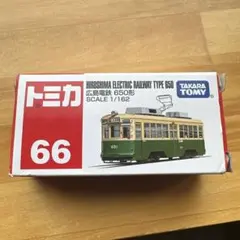 トミカ
66
HIROSHIMA ELECTRIC RAILWAY TYPE 650
広島電鉄 650形
SCALE 1/162
TAKARA
TOMY